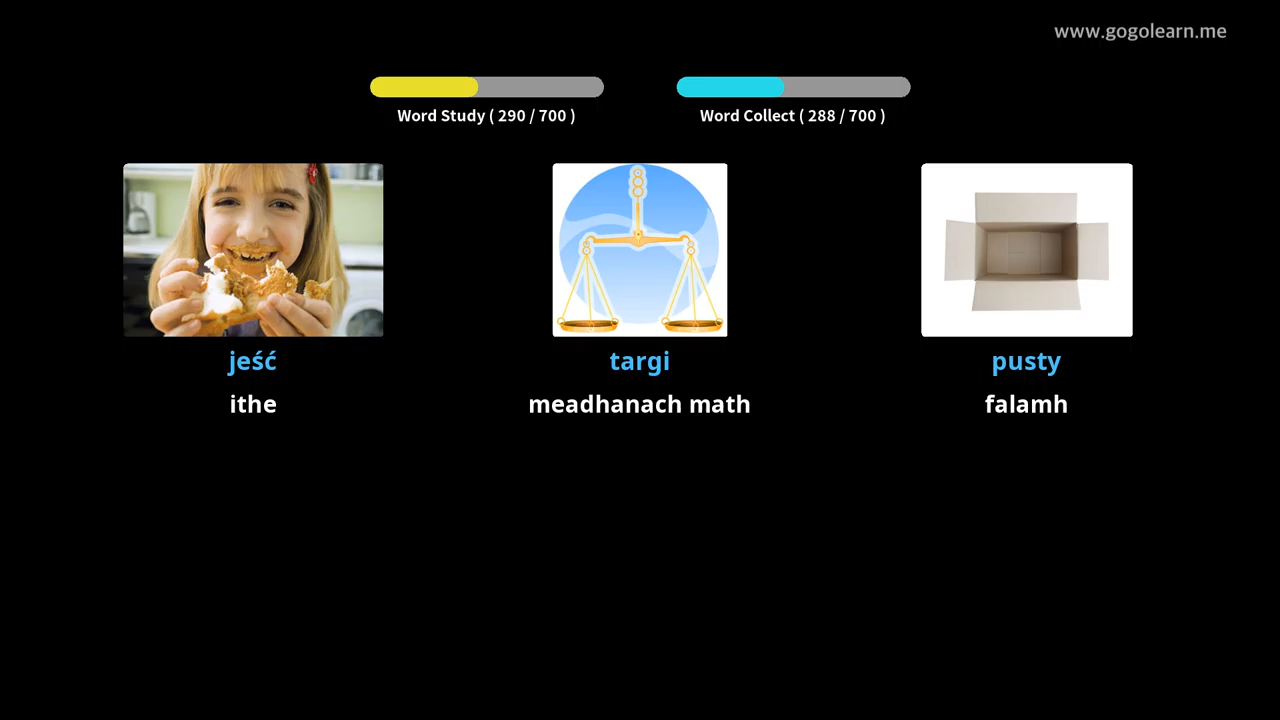 www.gogolearn.me
Word Study ( 290 / 700 )
Word Collect ( 288 / 700 )
jeść
targi
pusty
ithe
meadhanach math
falamh